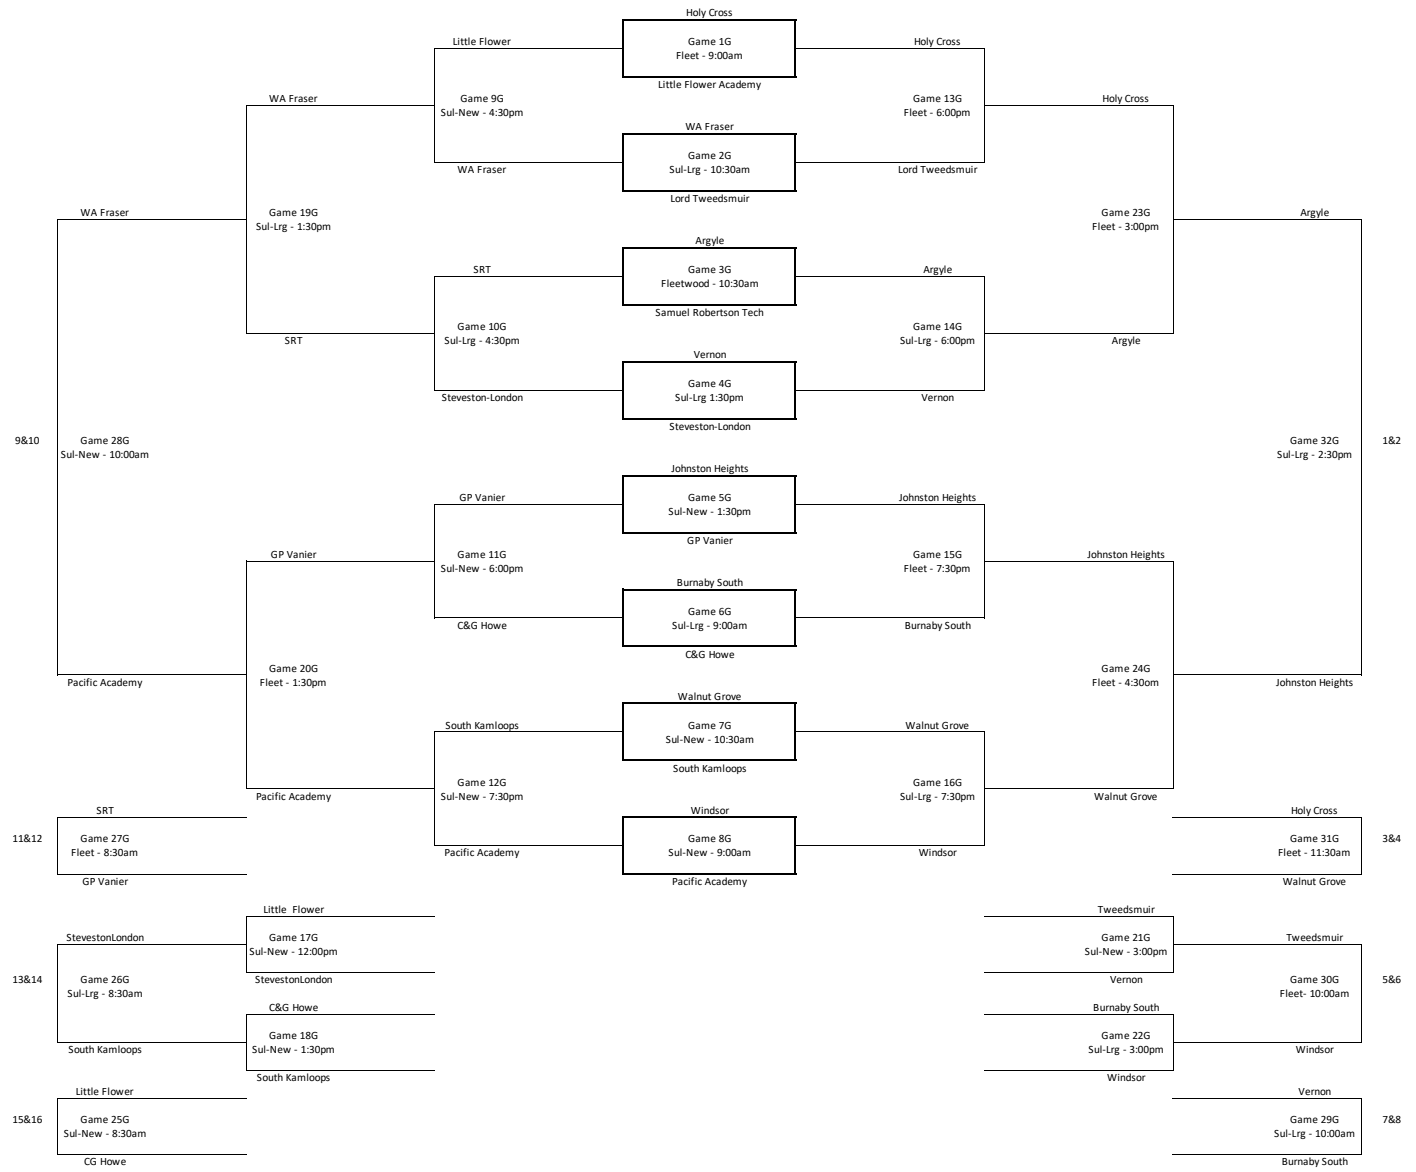 Holy Cross
Little Flower
Game 1G
Holy Cross
Fleet - 9:00am
Little Flower Academy
WA Fraser
Game 9G
Game 13G
Holy Cross
Sul-New - 4:30pm
Fleet - 6:00pm
WA Fraser
Game 2G
WA Fraser
Sul-Lrg - 10:30am
Lord Tweedsmuir
Lord Tweedsmuir
WA Fraser
Game 19G
Game 23G
Argyle
Sul-Lrg - 1:30pm
Fleet - 3:00pm
Argyle
SRT
Game 3G
Argyle
Fleetwood - 10:30am
Samuel Robertson Tech
Game 10G
Game 14G
SRT
Sul-Lrg - 4:30pm
Sul-Lrg - 6:00pm
Argyle
Vernon
Game 4G
Steveston-London
Sul-Lrg 1:30pm
Vernon
Steveston-London
9&10
Game 28G
Game 32G
1&2
Sul-New - 10:00am
Sul-Lrg - 2:30pm
Johnston Heights
GP Vanier
Game 5G
Johnston Heights
Sul-New - 1:30pm
GP Vanier
GP Vanier
Game 11G
Game 15G
Johnston Heights
Sul-New - 6:00pm
Fleet - 7:30pm
Burnaby South
Game 6G
C&G Howe
Sul-Lrg - 9:00am
Burnaby South
C&G Howe
Game 20G
Game 24G
Pacific Academy
Fleet - 1:30pm
Fleet - 4:30om
Johnston Heights
Walnut Grove
South Kamloops
Game 7G
Walnut Grove
Sul-New - 10:30am
South Kamloops
Game 12G
Game 16G
Pacific Academy
Sul-New - 7:30pm
Sul-Lrg - 7:30pm
Walnut Grove
SRT
Windsor
Holy Cross
11&12
Game 27G
Game 8G
Game 31G
3&4
Fleet - 8:30am
Pacific Academy
Sul-New - 9:00am
Windsor
Fleet - 11:30am
GP Vanier
Pacific Academy
Walnut Grove
Little  Flower
Tweedsmuir
StevestonLondon
Game 17G
Game 21G
Tweedsmuir
Sul-New - 12:00pm
Sul-New - 3:00pm
13&14
Game 26G
StevestonLondon
Vernon
Game 30G
5&6
Sul-Lrg - 8:30am
Fleet- 10:00am
C&G Howe
Burnaby South
Game 18G
Game 22G
South Kamloops
Sul-New - 1:30pm
Sul-Lrg - 3:00pm
Windsor
South Kamloops
Windsor
Little Flower
Vernon
15&16
Game 25G
Game 29G
7&8
Sul-New - 8:30am
Sul-Lrg - 10:00am
CG Howe
Burnaby South